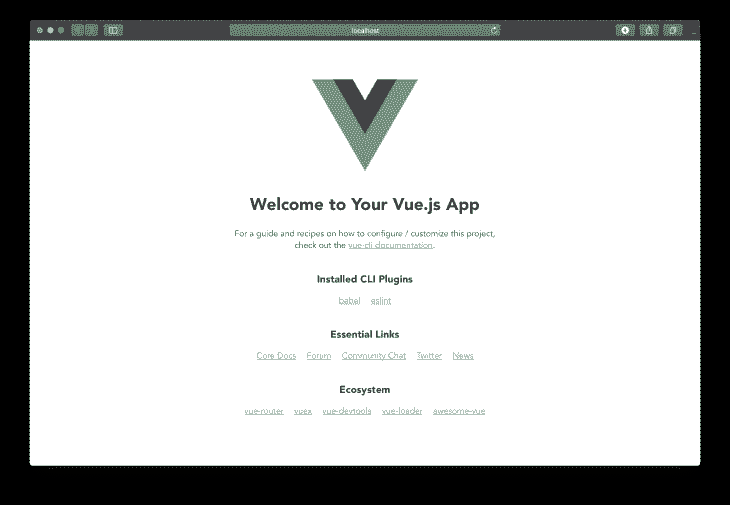 localhost
Welcome to Your Vue.js App
For a guide and recipes on how to configure / customize this project,
check out the vue-cli documentation.
Installed CLI Plugins
babel eslint
Essential Links
Core Docs Forum Community Chat Twitter News
Ecosystem
vue-router vuex vue-devtools vue-loader awesome-vue